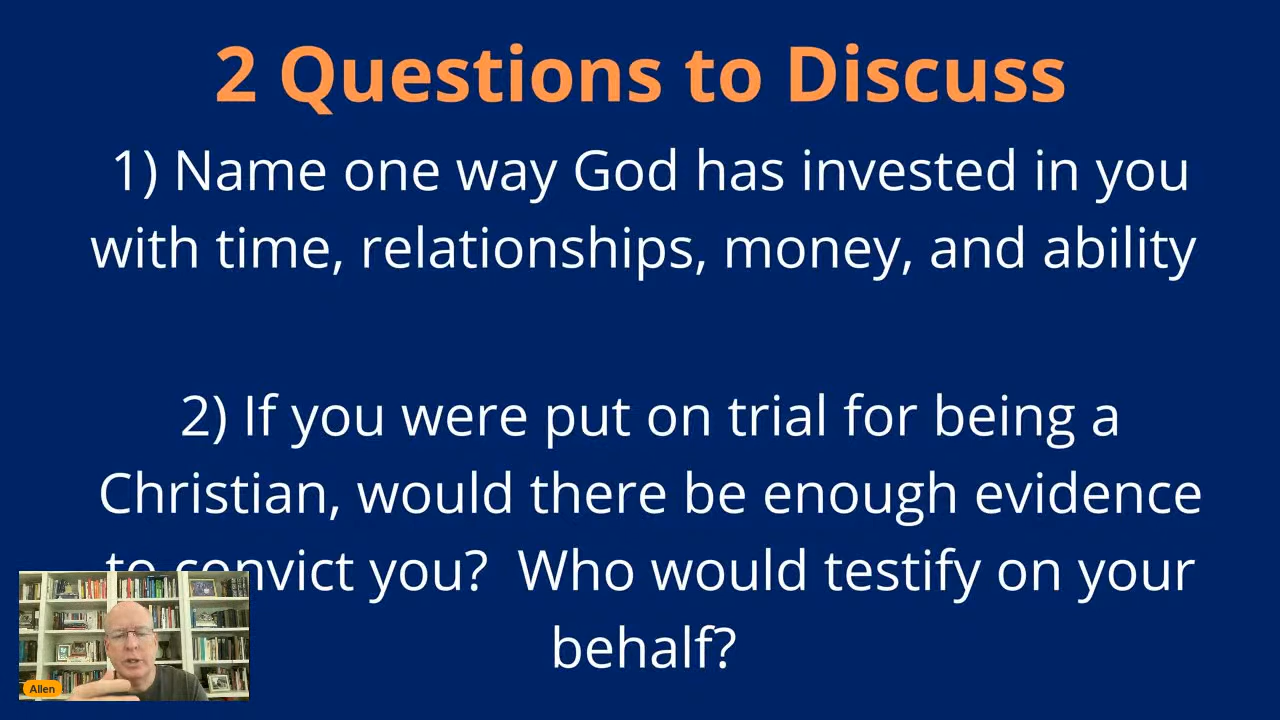 2 Questions to Discuss
1) Name one way God has invested in you
with time, relationships, money, and ability
2) If you were put on trial for being a
Christian, would there be enough evidence
to convict you?  Who would testify on your
behalf?
Allen